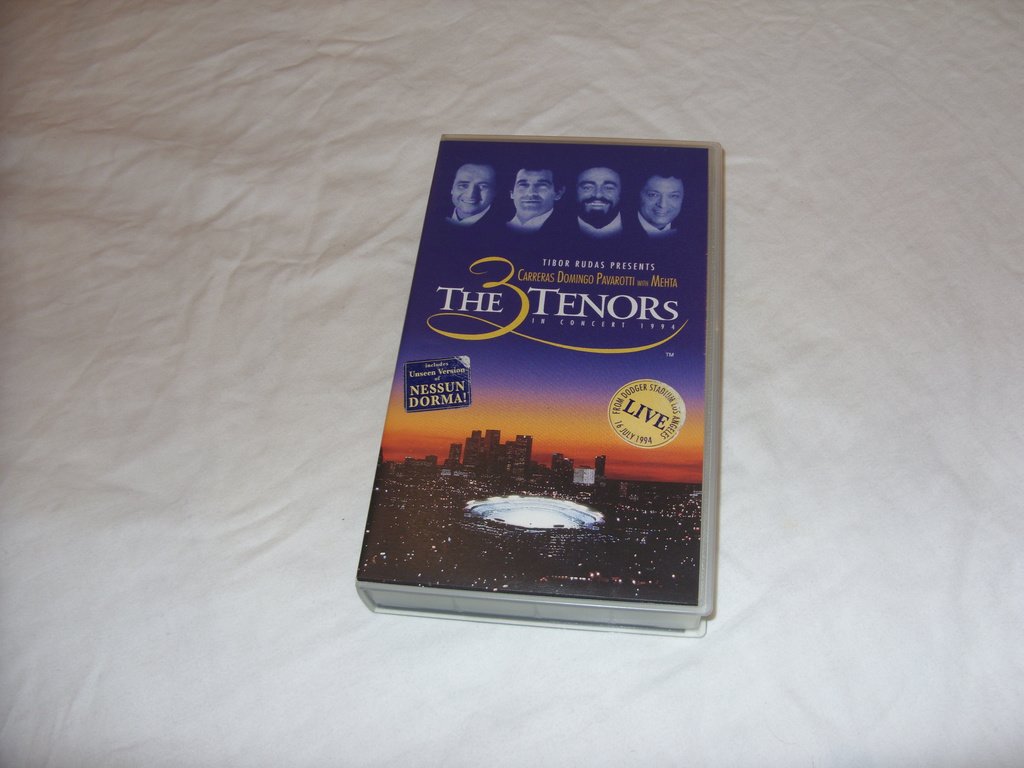 TIBOR RUDAS PRESENTS
CARRERAS DOMINGO PAVAROTTI WITH MEHTA
THE 3 TENORS
IN CONCERT 1994
TM
includes
Unseen Version
of
NESSUN
DORMA!
FROM DODGER STADIUM LOS ANGELES
LIVE
16 JULY 1994